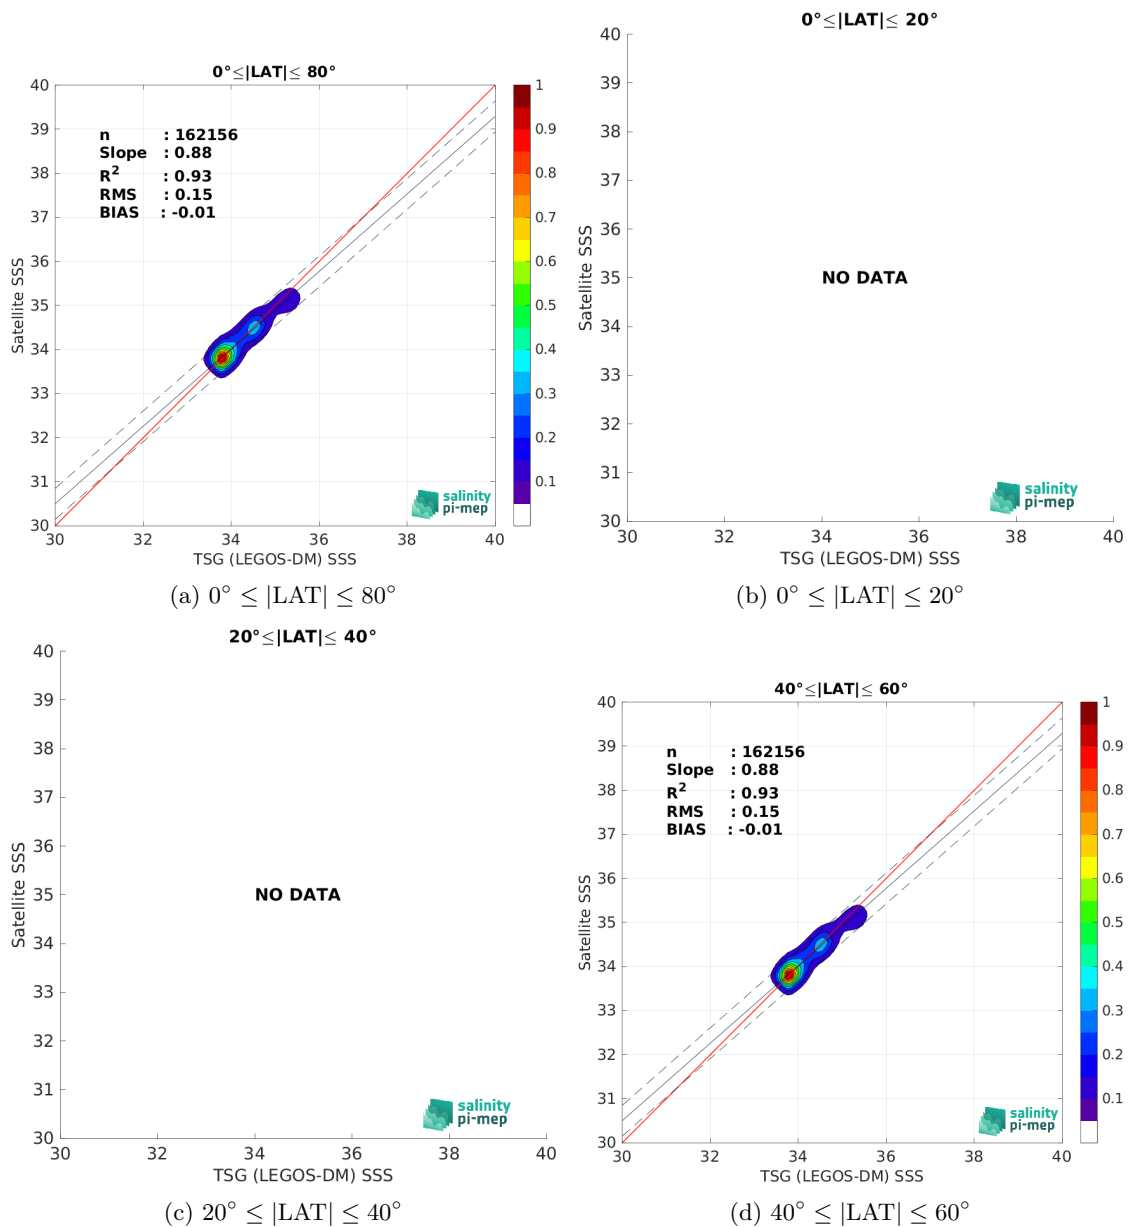 0°≤|LAT|≤ 80°
40
39
38
37
36
35
34
33
32
31
30
Satellite SSS
n : 162156
Slope : 0.88
R² : 0.93
RMS : 0.15
BIAS : -0.01
1
0.9
0.8
0.7
0.6
0.5
0.4
0.3
0.2
0.1
salinity
pi-mep
30 32 34 36 38 40
TSG (LEGOS-DM) SSS
(a) 0° ≤ |LAT| ≤ 80°
0°≤|LAT|≤ 20°
40
39
38
37
36
35
34
33
32
31
30
Satellite SSS
NO DATA
salinity
pi-mep
30 32 34 36 38 40
TSG (LEGOS-DM) SSS
(b) 0° ≤ |LAT| ≤ 20°
20°≤|LAT|≤ 40°
40
39
38
37
36
35
34
33
32
31
30
Satellite SSS
NO DATA
salinity
pi-mep
30 32 34 36 38 40
TSG (LEGOS-DM) SSS
(c) 20° ≤ |LAT| ≤ 40°
40°≤|LAT|≤ 60°
40
39
38
37
36
35
34
33
32
31
30
Satellite SSS
n : 162156
Slope : 0.88
R² : 0.93
RMS : 0.15
BIAS : -0.01
1
0.9
0.8
0.7
0.6
0.5
0.4
0.3
0.2
0.1
salinity
pi-mep
30 32 34 36 38 40
TSG (LEGOS-DM) SSS
(d) 40° ≤ |LAT| ≤ 60°